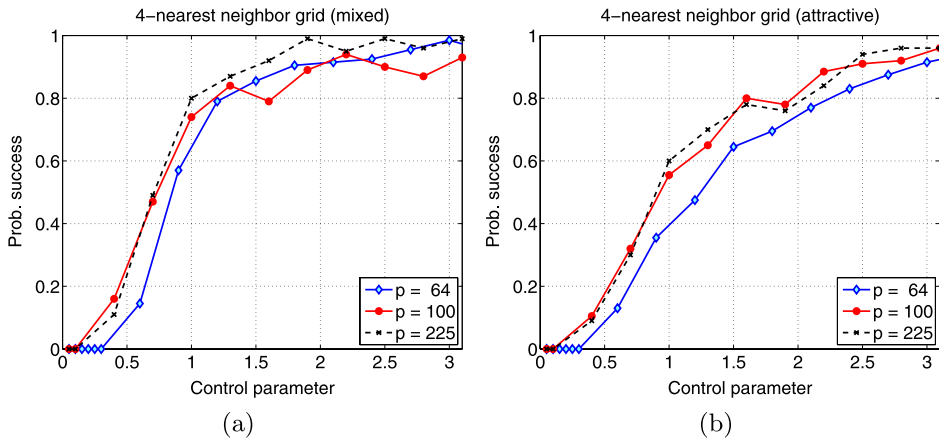 4−nearest neighbor grid (mixed)
1
0.8
0.6
0.4
0.2
0
Prob. success
0 0.5 1 1.5 2 2.5 3
Control parameter
p = 64
p = 100
p = 225
(a)
4−nearest neighbor grid (attractive)
1
0.8
0.6
0.4
0.2
0
Prob. success
0 0.5 1 1.5 2 2.5 3
Control parameter
p = 64
p = 100
p = 225
(b)